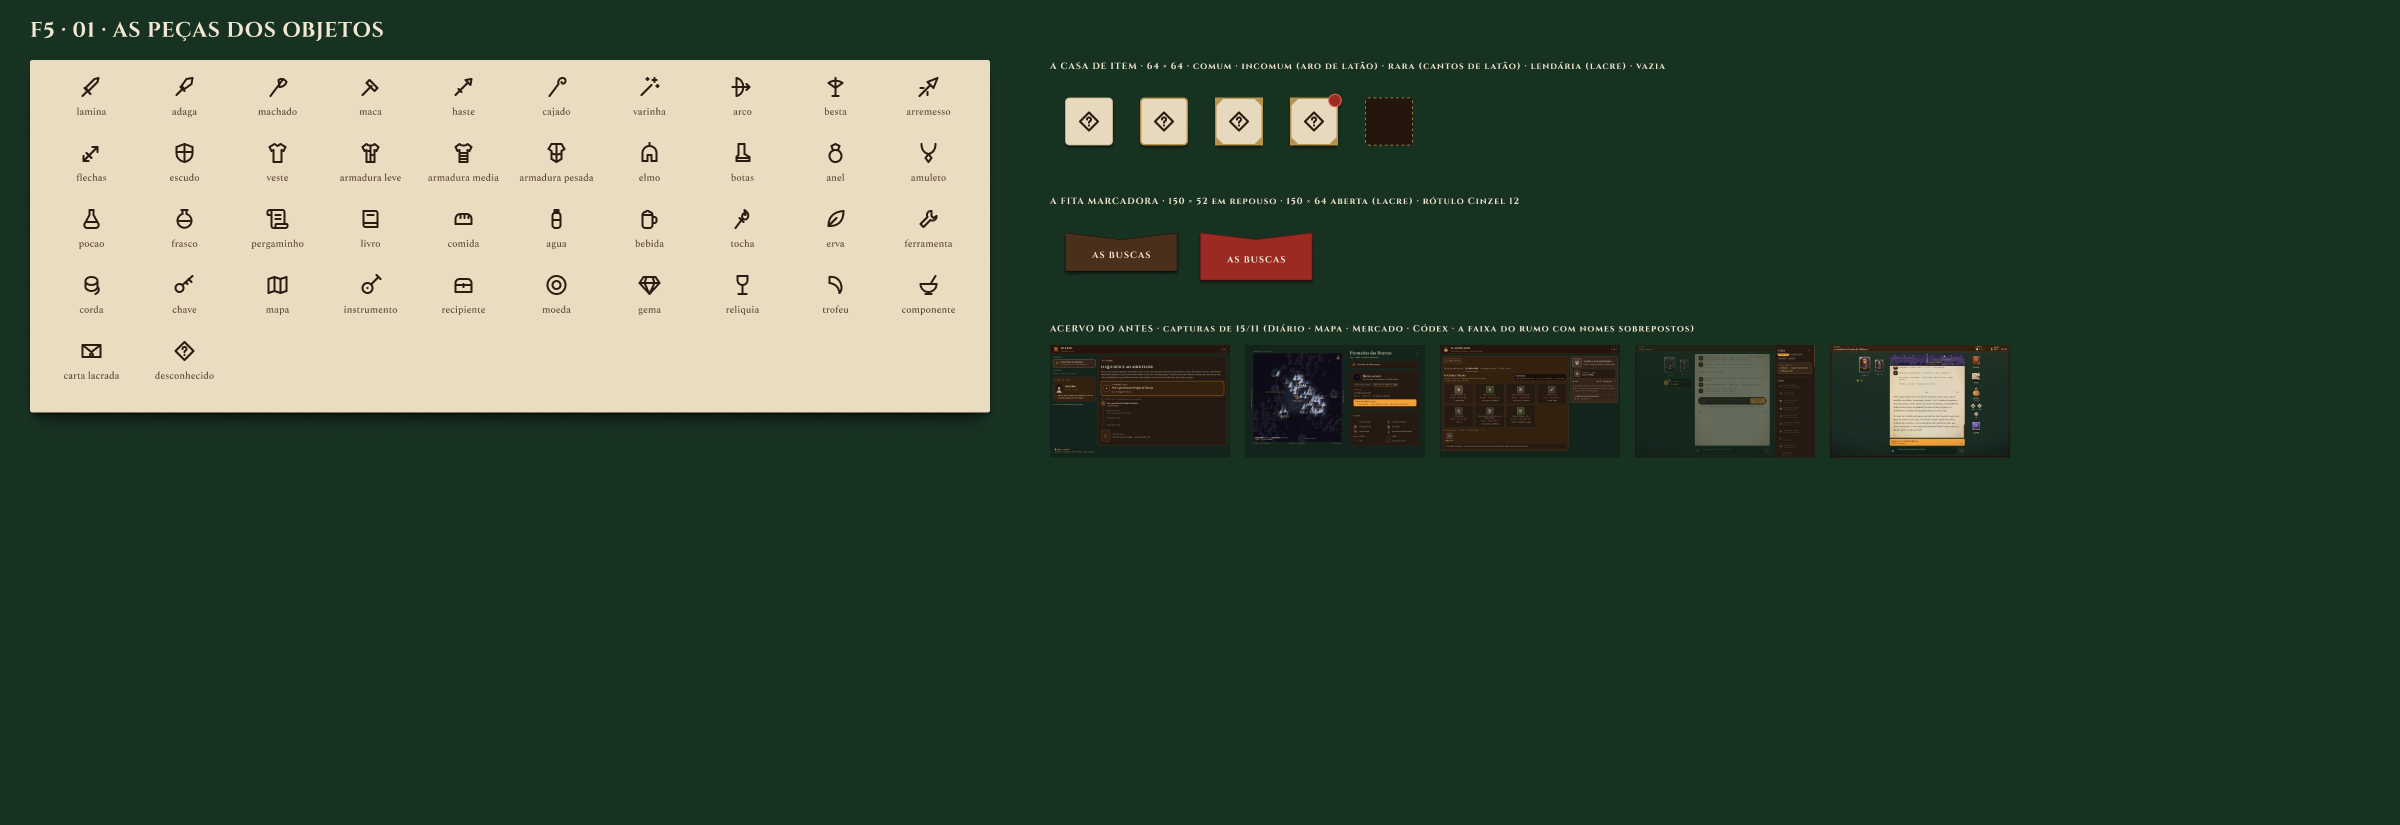 F5 · 01 · AS PEÇAS DOS OBJETOS
lamina adaga machado maca haste cajado varinha arco besta arremesso
flechas escudo veste armadura leve armadura media armadura pesada elmo botas anel amuleto
pocao frasco pergaminho livro comida agua bebida tocha erva ferramenta
corda chave mapa instrumento recipiente moeda gema reliquia trofeu componente
carta lacrada desconhecido
A CASA DE ITEM · 64 × 64 · COMUM · INCOMUM (ARO DE LATÃO) · RARA (CANTOS DE LATÃO) · LENDÁRIA (LACRE) · VAZIA
A FITA MARCADORA · 150 × 52 EM REPOUSO · 150 × 64 ABERTA (LACRE) · RÓTULO CINZEL 12
AS BUSCAS
AS BUSCAS
ACERVO DO ANTES · CAPTURAS DE 15/11 (DIÁRIO · MAPA · MERCADO · CÓDEX · A FAIXA DO RUMO COM NOMES SOBREPOSTOS)